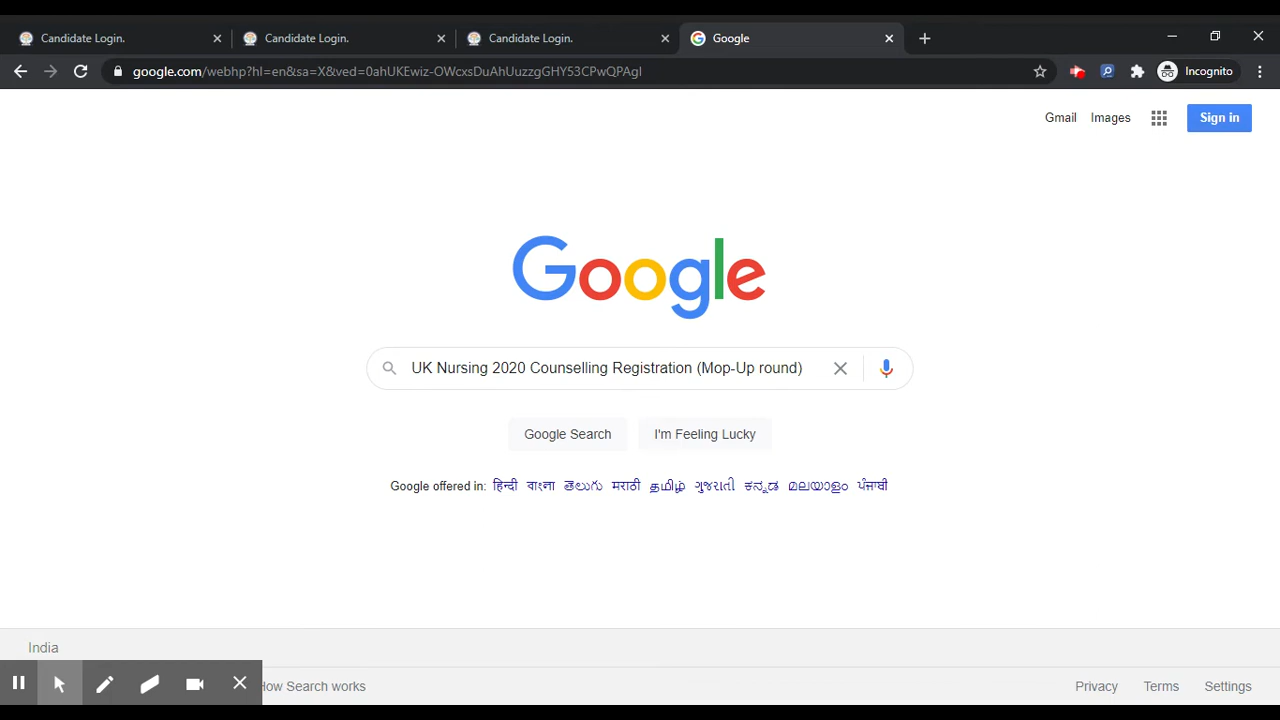 Candidate Login.
Candidate Login.
Candidate Login.
Google
google.com/webhp?hl=en&sa=X&ved=0ahUKEwiz-OWcxeDuAhUuzzgGHY53CPwQPAgI
Incognito
Gmail Images Sign in
Google
UK Nursing 2020 Counselling Registration (Mop-Up round)
Google Search I'm Feeling Lucky
Google offered in: हिन्दी বাংলা తెలుగు मराठी தமிழ் ગુજરાતી ಕನ್ನಡ മലയാളം ਪੰਜਾਬੀ
India
How Search works Privacy Terms Settings